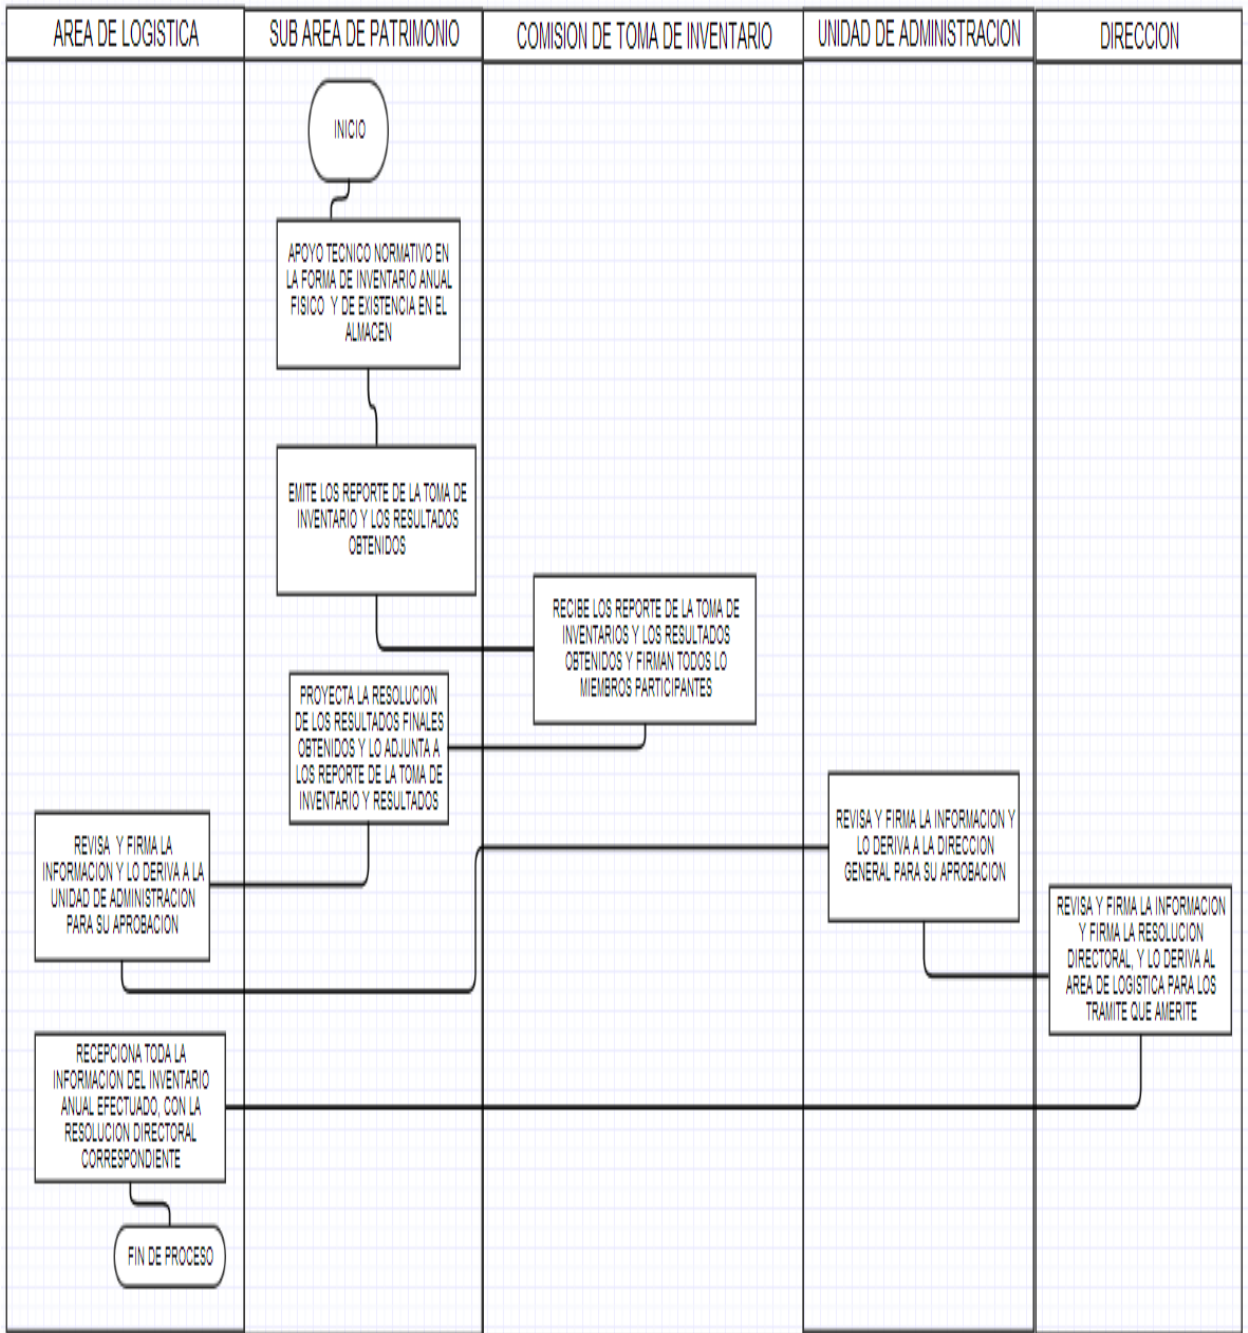 AREA DE LOGISTICA
SUB AREA DE PATRIMONIO
COMISION DE TOMA DE INVENTARIO
UNIDAD DE ADMINISTRACION
DIRECCION
INICIO
APOYO TECNICO NORMATIVO EN
LA FORMA DE INVENTARIO ANUAL
FISICO Y DE EXISTENCIA EN EL
ALMACEN
EMITE LOS REPORTE DE LA TOMA DE
INVENTARIO Y LOS RESULTADOS
OBTENIDOS
RECIBE LOS REPORTE DE LA TOMA DE
INVENTARIOS Y LOS RESULTADOS
OBTENIDOS Y FIRMAN TODOS LO
MIEMBROS PARTICIPANTES
PROYECTA LA RESOLUCION
DE LOS RESULTADOS FINALES
OBTENIDOS Y LO ADJUNTA A
LOS REPORTE DE LA TOMA DE
INVENTARIO Y RESULTADOS
REVISA Y FIRMA LA
INFORMACION Y LO DERIVA A LA
UNIDAD DE ADMINISTRACION
PARA SU APROBACION
REVISA Y FIRMA LA INFORMACION Y
LO DERIVA A LA DIRECCION
GENERAL PARA SU APROBACION
REVISA Y FIRMA LA INFORMACION
Y FIRMA LA RESOLUCION
DIRECTORAL, Y LO DERIVA AL
AREA DE LOGISTICA PARA LOS
TRAMITE QUE AMERITE
RECEPCIONA TODA LA
INFORMACION DEL INVENTARIO
ANUAL EFECTUADO, CON LA
RESOLUCION DIRECTORAL
CORRESPONDIENTE
FIN DE PROCESO